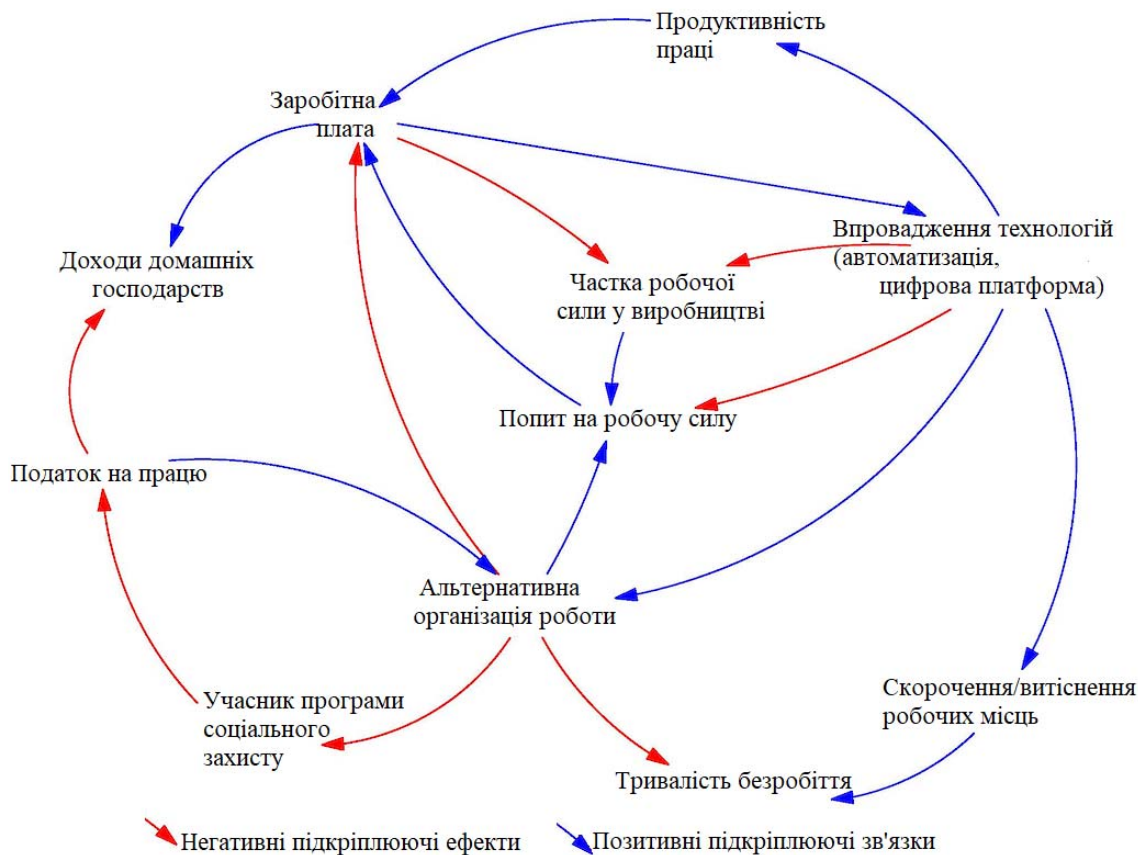 Продуктивність
праці
Заробітна
плата
Впровадження технологій
(автоматизація,
цифрова платформа)
Доходи домашніх
господарств
Частка робочої
сили у виробництві
Попит на робочу силу
Податок на працю
Альтернативна
організація роботи
Учасник програми
соціального
захисту
Скорочення/витіснення
робочих місць
Тривалість безробіття
Негативні підкріплюючі ефекти
Позитивні підкріплюючі зв'язки